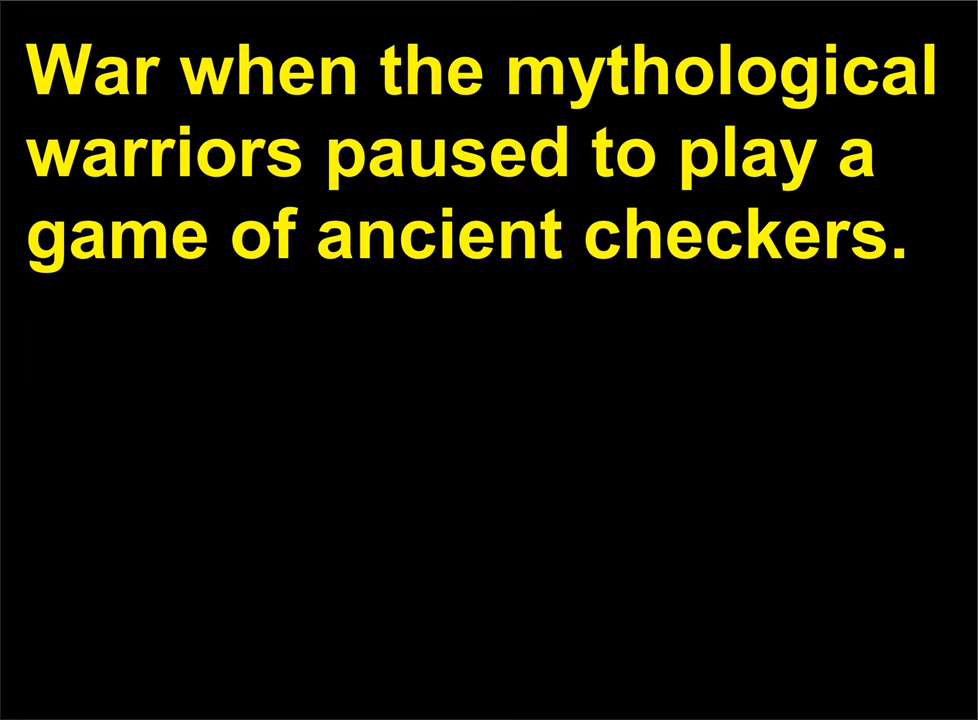 War when the mythological
warriors paused to play a
game of ancient checkers.